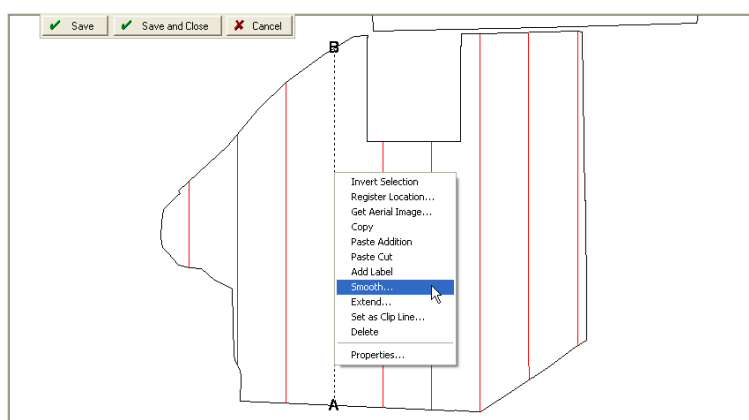 Save
Save and Close
Cancel
B
Invert Selection
Register Location...
Get Aerial Image...
Copy
Paste Addition
Paste Cut
Add Label
Smooth...
Extend...
Set as Clip Line...
Delete
Properties...
A